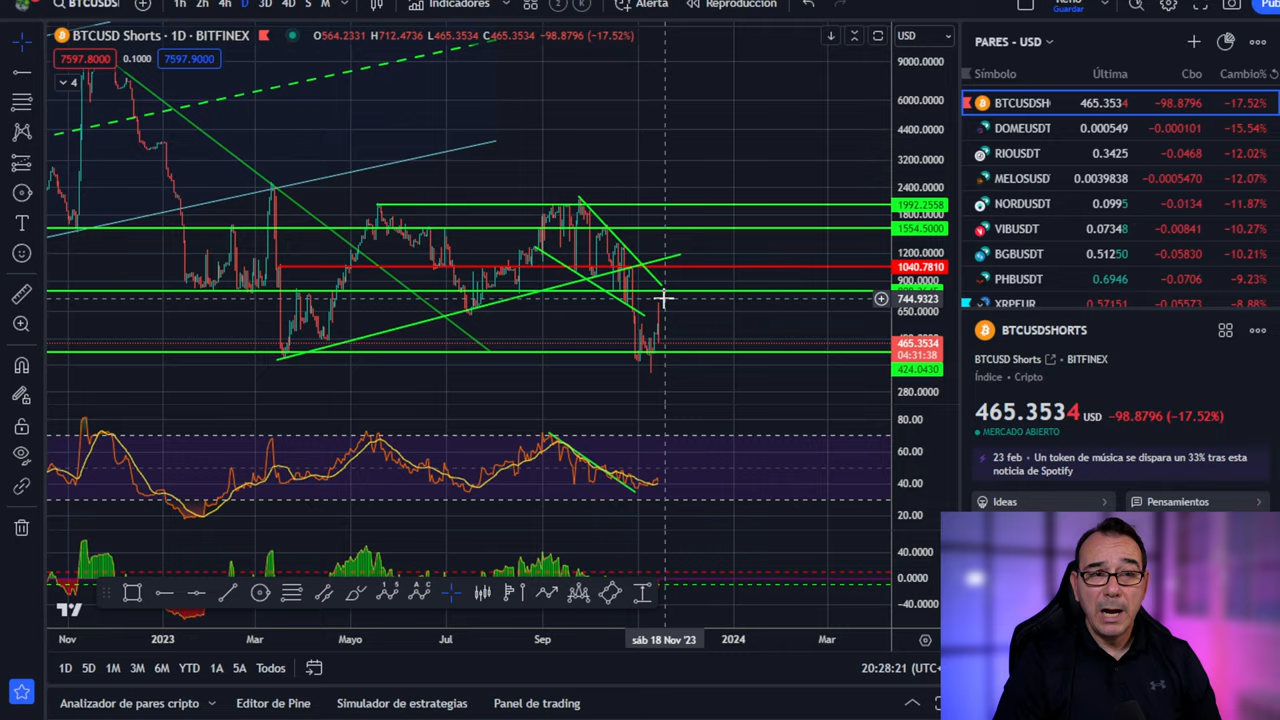 BTCUSDS
1h 2h 4h D 3D 4D S M
Indicadores
Alerta
Reproducción
Guardar
BTCUSD Shorts · 1D · BITFINEX
O564.2331 H712.4736 L465.3534 C465.3534 −98.8796 (−17.52%)
7597.8000 0.1000 7597.9000
4
USD
9000.0000
6000.0000
4400.0000
3200.0000
2400.0000
1992.2558
1800.0000
1554.5000
1200.0000
1040.7810
744.9323
650.0000
465.3534
04:31:38
424.0430
280.0000
80.00
60.00
40.00
20.00
40.0000
0.0000
−40.0000
Nov 2023 Mar Mayo Jul Sep sáb 18 Nov '23 2024 Mar
1D 5D 1M 3M 6M YTD 1A 5A Todos
20:28:21 (UTC
Analizador de pares cripto Editor de Pine Simulador de estrategias Panel de trading
PARES - USD
Símbolo Última Cbo Cambio%
BTCUSDSH 465.3534 −98.8796 −17.52%
DOMEUSDT 0.000549 −0.000101 −15.54%
RIOUSDT 0.3425 −0.0468 −12.02%
MELOSUSD 0.0039838 −0.0005470 −12.07%
NORDUSDT 0.0995 −0.0134 −11.87%
VIBUSDT 0.07348 −0.00841 −10.27%
BGBUSDT 0.51250 −0.05310 −9.39%
PHBUSDT 0.6946 −0.0706 −9.23%
XRPEUR 0.57151 −0.05573 −8.88%
BTCUSDSHORTS
BTCUSD Shorts · BITFINEX
Índice • Cripto
465.3534 USD −98.8796 (−17.52%)
MERCADO ABIERTO
23 feb • Un token de música se dispara un 33% tras esta
noticia de Spotify
Ideas
Pensamientos